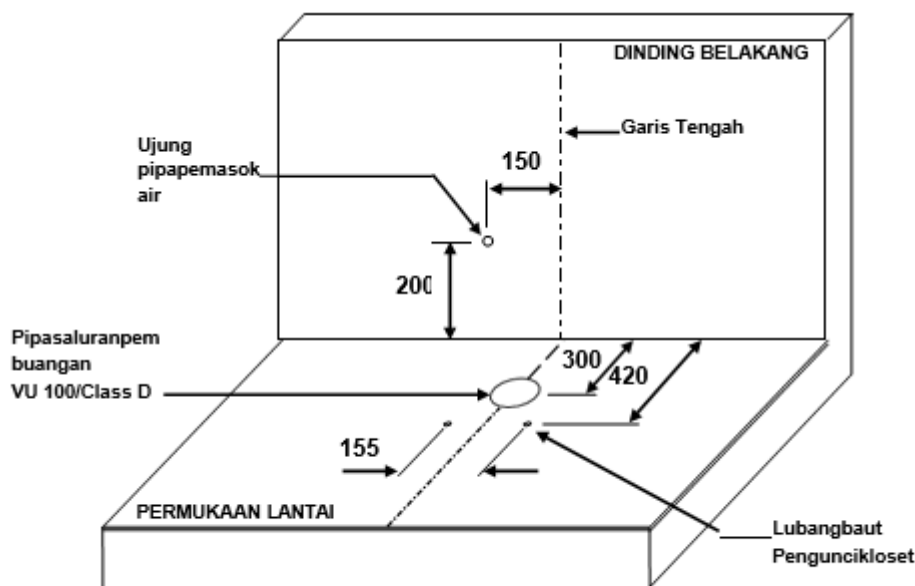 DINDING BELAKANG
Garis Tengah
Ujung
pipapemasok
air
150
200
Pipasaluranpem
buangan
VU 100/Class D
300
420
155
PERMUKAAN LANTAI
Lubangbaut
Penguncikloset